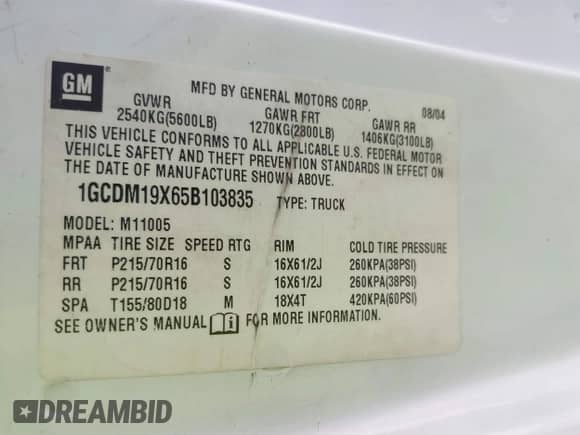 GM ®
MFD BY GENERAL MOTORS CORP. 08/04
GVWR GAWR FRT GAWR RR
2540KG(5600LB) 1270KG(2800LB) 1406KG(3100LB)
THIS VEHICLE CONFORMS TO ALL APPLICABLE U.S. FEDERAL MOTOR
VEHICLE SAFETY AND THEFT PREVENTION STANDARDS IN EFFECT ON
THE DATE OF MANUFACTURE SHOWN ABOVE.
1GCDM19X65B103835 TYPE: TRUCK
MODEL: M11005
MPAA TIRE SIZE SPEED RTG RIM COLD TIRE PRESSURE
FRT P215/70R16 S 16X61/2J 260KPA(38PSI)
RR P215/70R16 S 16X61/2J 260KPA(38PSI)
SPA T155/80D18 M 18X4T 420KPA(60PSI)
SEE OWNER'S MANUAL i FOR MORE INFORMATION.
DREAMBID